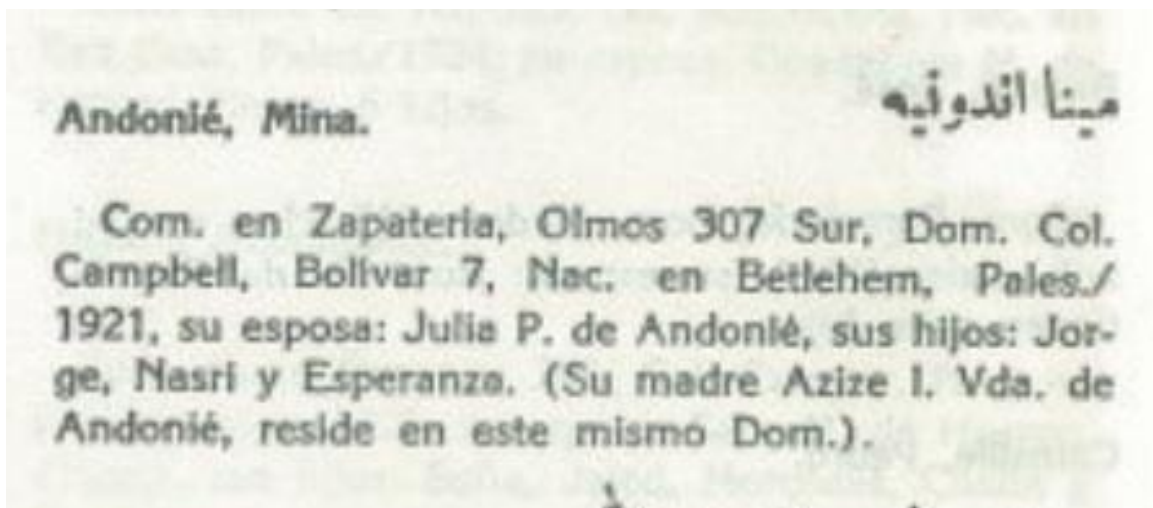 Andonié, Mina. مينا اندونيه
Com. en Zapateria, Olmos 307 Sur, Dom. Col.
Campbell, Bolívar 7, Nac. en Betlehem, Pales./
1921, su esposa: Julia P. de Andonié, sus hijos: Jor-
ge, Nasri y Esperanza. (Su madre Azize I. Vda. de
Andonié, reside en este mismo Dom.).